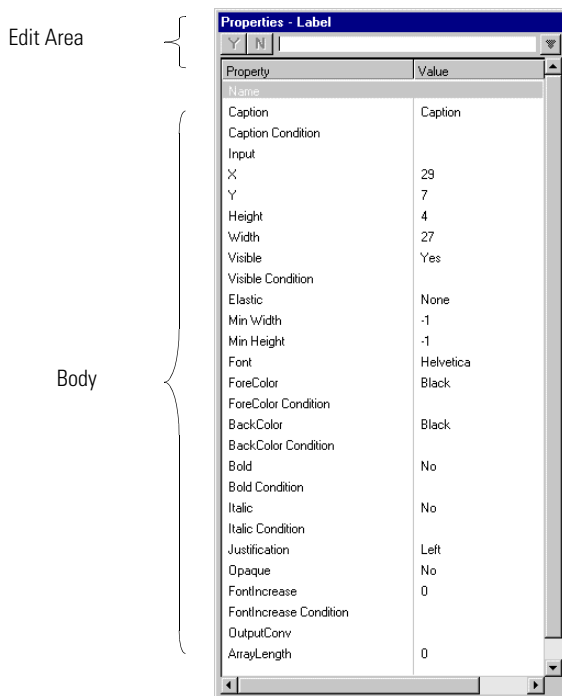 Properties - Label
Edit Area
Y N
Property Value
Name
Caption Caption
Caption Condition
Input
X 29
Y 7
Height 4
Width 27
Visible Yes
Visible Condition
Elastic None
Min Width -1
Min Height -1
Font Helvetica
Body
ForeColor Black
ForeColor Condition
BackColor Black
BackColor Condition
Bold No
Bold Condition
Italic No
Italic Condition
Justification Left
Opaque No
FontIncrease 0
FontIncrease Condition
OutputConv
ArrayLength 0